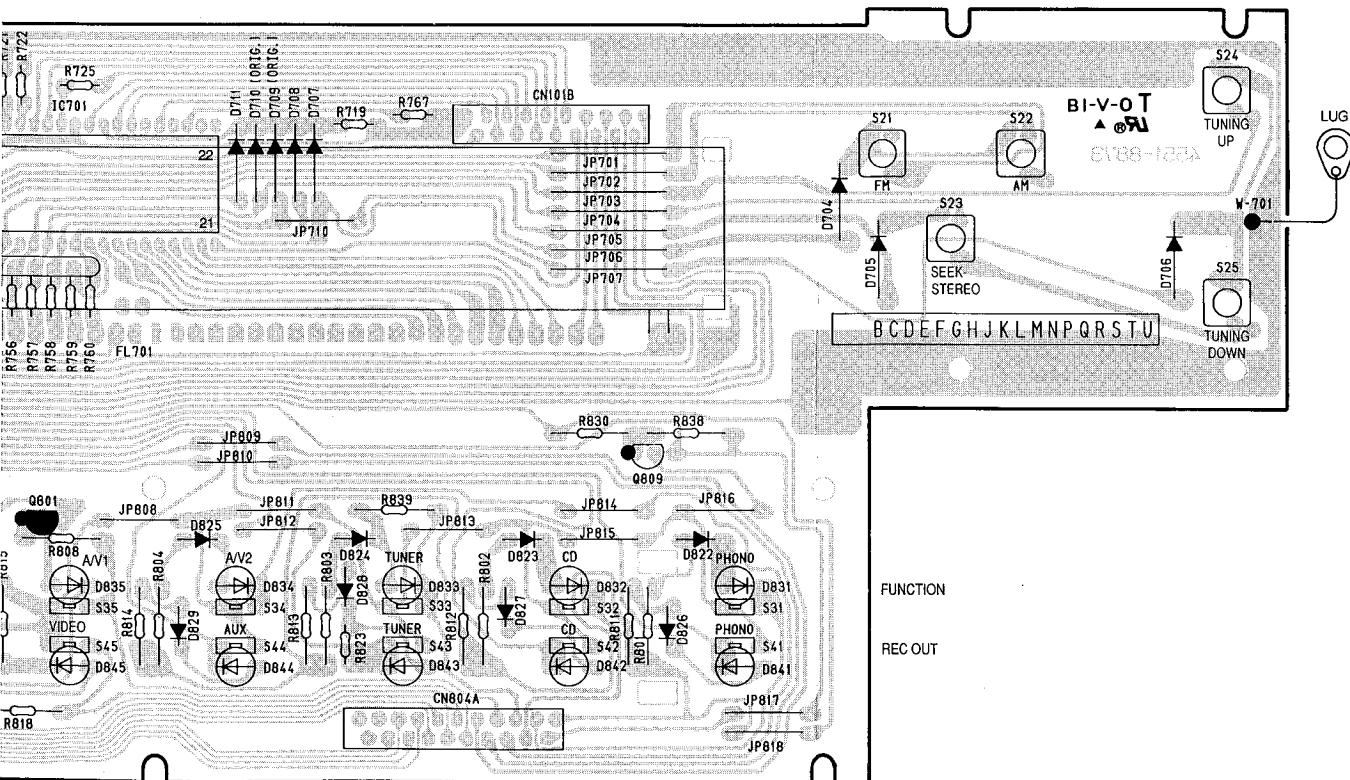 R722
R725
IC701
D711
D710 (ORIG.)
D709 (ORIG.)
D708
D707
R719
R767
CN101B
22
21
JP710
JP701
JP702
JP703
JP704
JP705
JP706
JP707
S21
FM
S22
AM
S23
SEEK
STEREO
D704
D705
D706
S24
TUNING
UP
W-701
LUG
S25
TUNING
DOWN
BCDEFGHJKLMNPQRSTU
R756
R757
R758
R759
R760
FL701
JP809
JP810
R830
R838
Q809
Q801
R808
JP808
D825
JP811
JP812
R839
JP813
JP814
JP815
JP816
D824
D823
D822
R815
A/V1
D835
S35
VIDEO
S45
D845
R814
R804
D829
A/V2
D834
S34
AUX
S44
D844
R813
R803
D828
R823
TUNER
D833
S33
TUNER
S43
D843
R812
R802
D827
CD
D832
S32
CD
S42
D842
R811
R80
D826
PHONO
D831
S31
PHONO
S41
D841
FUNCTION
REC OUT
R818
CN804A
JP817
JP818